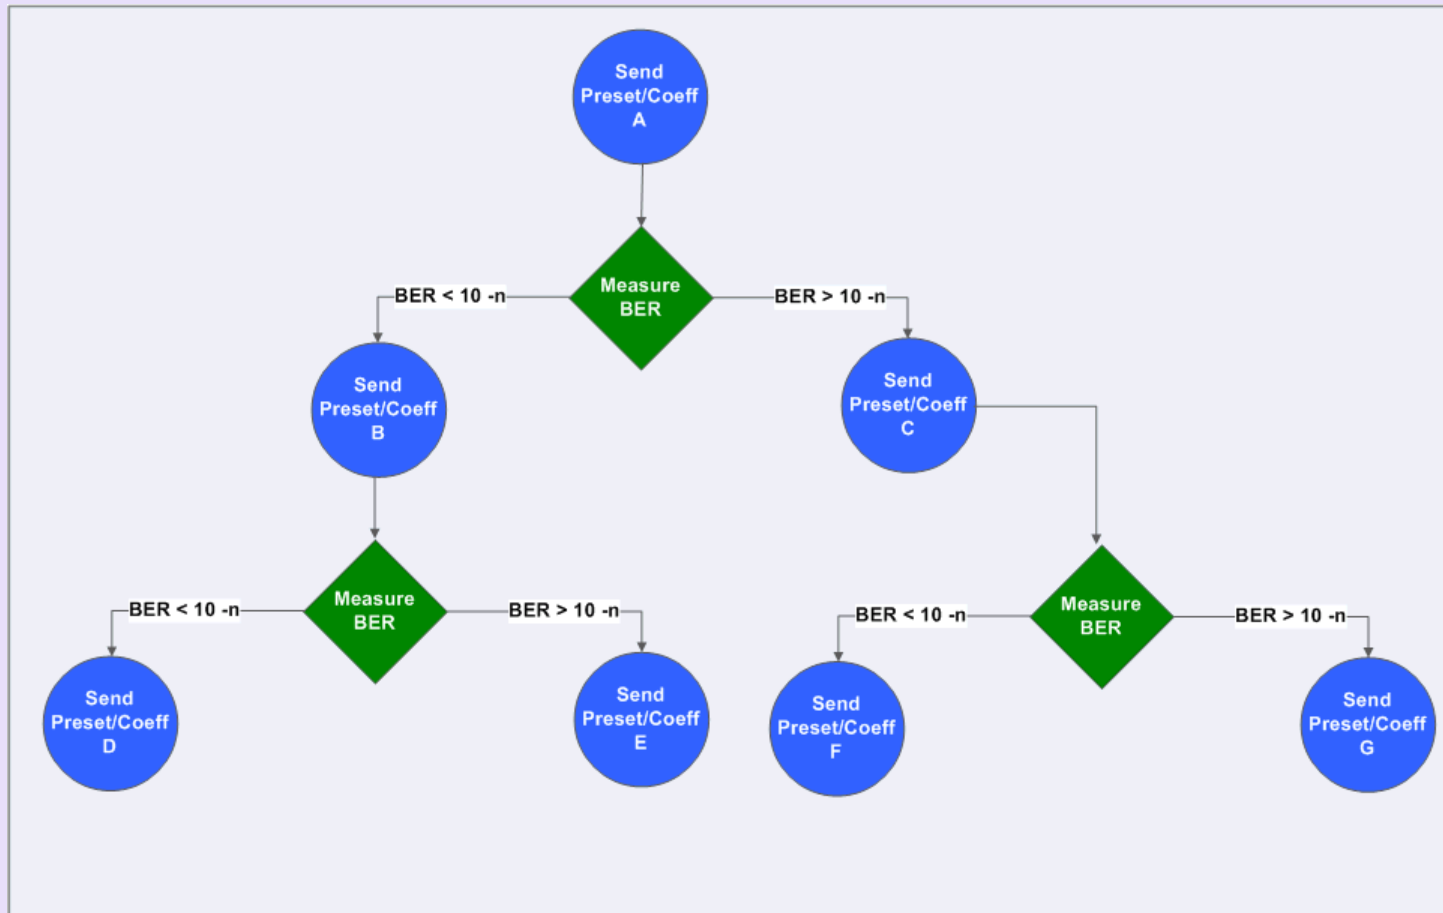 Send
Preset/Coeff
A
Measure
BER
BER < 10 -n
BER > 10 -n
Send
Preset/Coeff
B
Send
Preset/Coeff
C
Measure
BER
BER < 10 -n
BER > 10 -n
Measure
BER
BER < 10 -n
BER > 10 -n
Send
Preset/Coeff
D
Send
Preset/Coeff
E
Send
Preset/Coeff
F
Send
Preset/Coeff
G